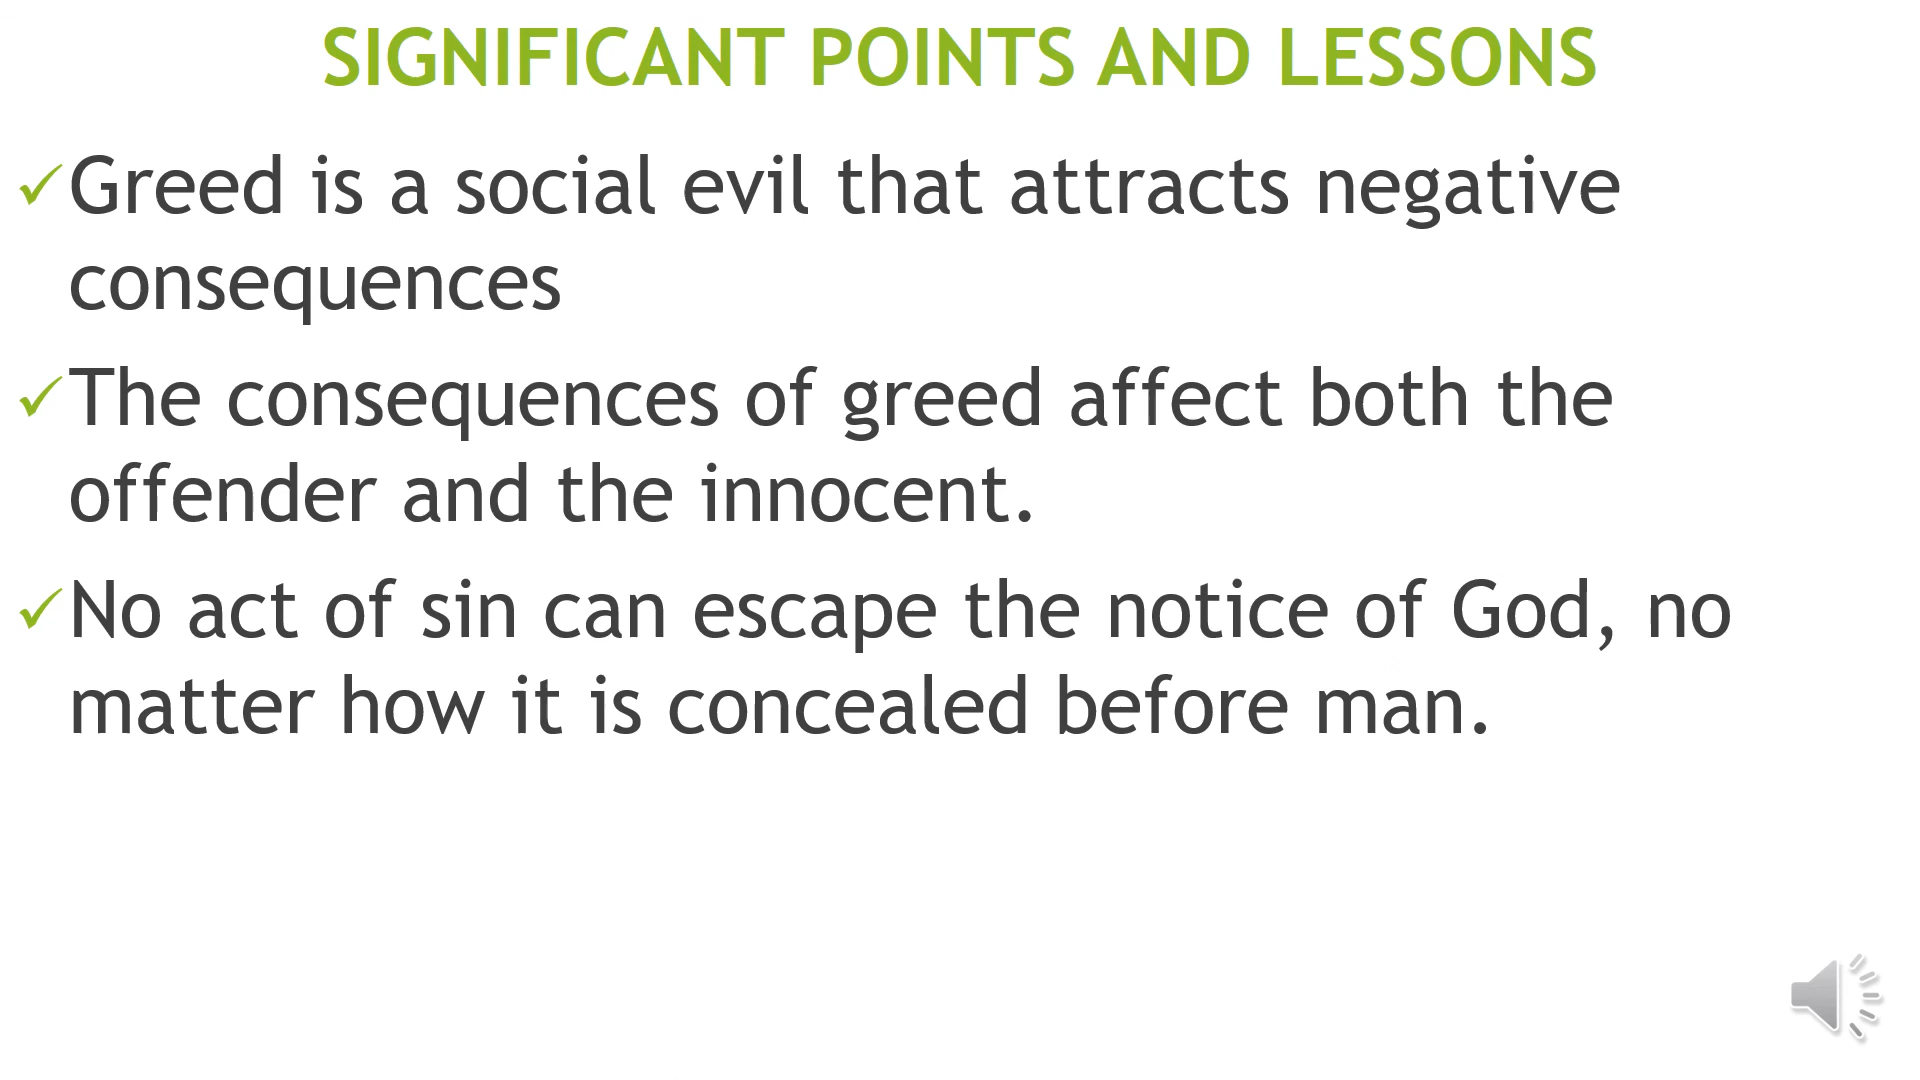 SIGNIFICANT POINTS AND LESSONS
✓Greed is a social evil that attracts negative
consequences
✓The consequences of greed affect both the
offender and the innocent.
✓No act of sin can escape the notice of God, no
matter how it is concealed before man.